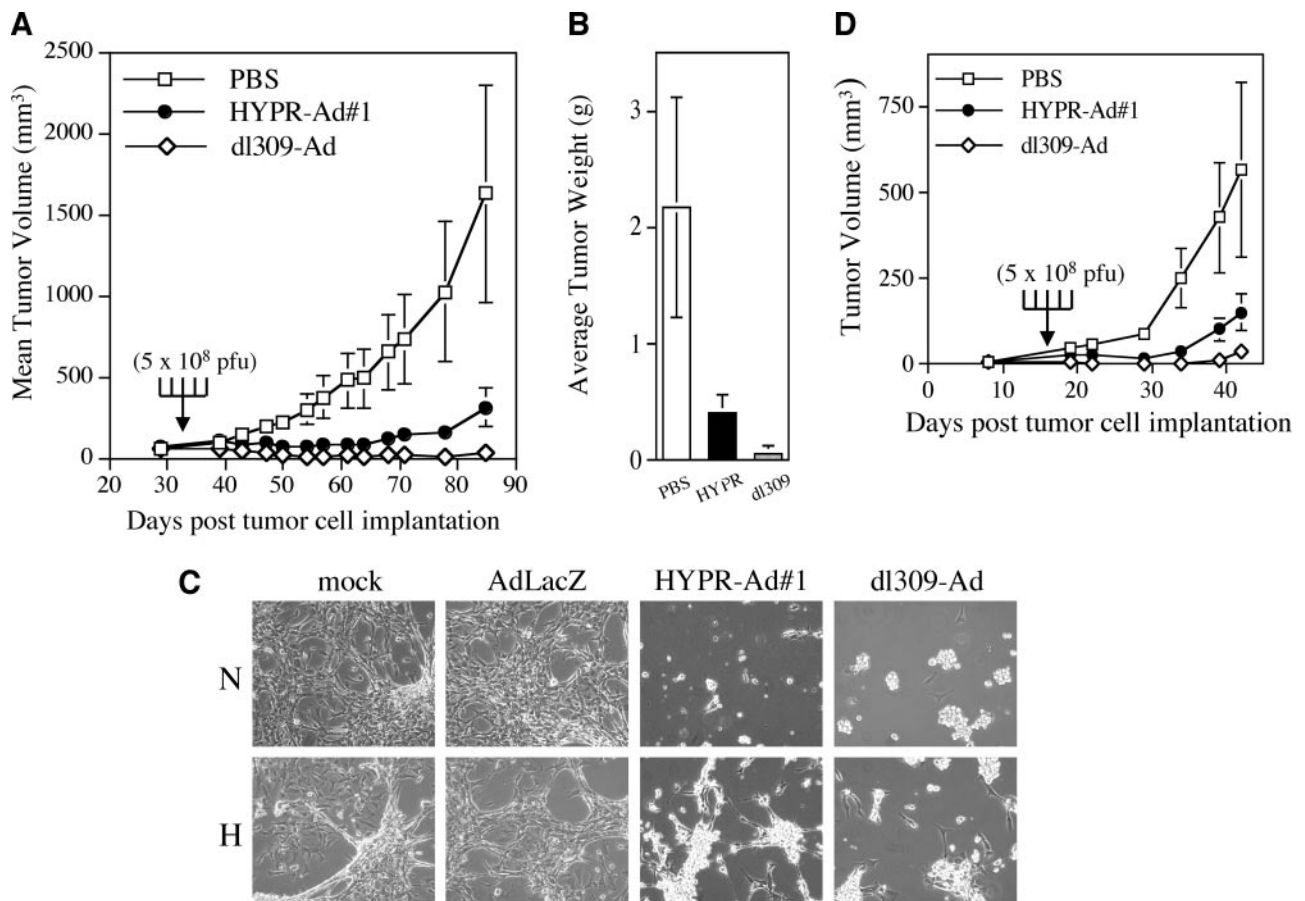 A
Mean Tumor Volume (mm³)
2500
2000
1500
1000
500
0
PBS
HYPR-Ad#1
dl309-Ad
(5 x 10⁸ pfu)
20 30 40 50 60 70 80 90
Days post tumor cell implantation
B
Average Tumor Weight (g)
3
2
1
0
PBS HYPR dl309
D
Tumor Volume (mm³)
750
500
250
0
PBS
HYPR-Ad#1
dl309-Ad
(5 x 10⁸ pfu)
0 10 20 30 40
Days post tumor cell implantation
C
mock AdLacZ HYPR-Ad#1 dl309-Ad
N
H